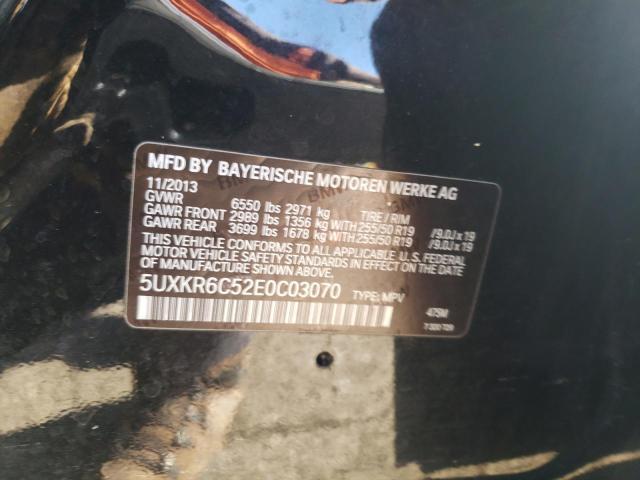 MFD BY BAYERISCHE MOTOREN WERKE AG
11/2013
GVWR 6550 lbs 2971 kg TIRE / RIM
GAWR FRONT 2989 lbs 1356 kg WITH 255/50 R19 /9.0J x 19
GAWR REAR 3699 lbs 1678 kg WITH 255/50 R19 /9.0J x 19
THIS VEHICLE CONFORMS TO ALL APPLICABLE U.S. FEDERAL
MOTOR VEHICLE SAFETY STANDARDS IN EFFECT ON THE DATE
OF MANUFACTURE SHOWN ABOVE.
5UXKR6C52E0C03070 TYPE: MPV 475M